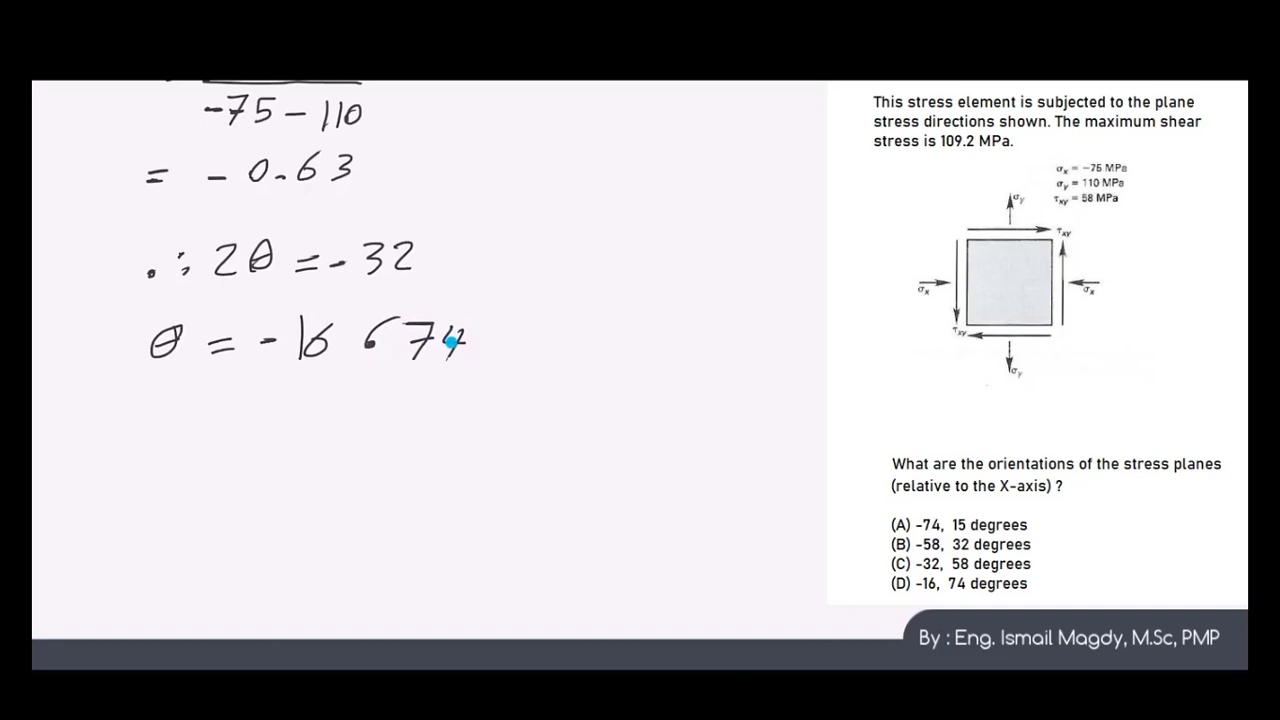 -75 - 110
= - 0.63
∴ 2θ = - 32
θ = - 16 6 74
This stress element is subjected to the plane
stress directions shown. The maximum shear
stress is 109.2 MPa.
σx = -75 MPa
σy = 110 MPa
τxy = 58 MPa
σy
τxy
σx
σx
τxy
σy
What are the orientations of the stress planes
(relative to the X-axis) ?
(A) -74, 15 degrees
(B) -58, 32 degrees
(C) -32, 58 degrees
(D) -16, 74 degrees
By : Eng. Ismail Magdy, M.Sc, PMP